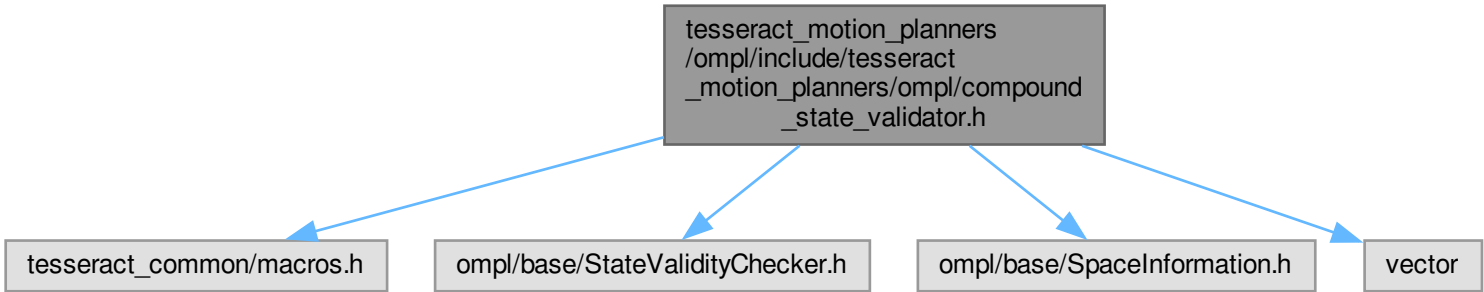 tesseract_motion_planners
/ompl/include/tesseract
_motion_planners/ompl/compound
_state_validator.h
tesseract_common/macros.h
ompl/base/StateValidityChecker.h
ompl/base/SpaceInformation.h
vector